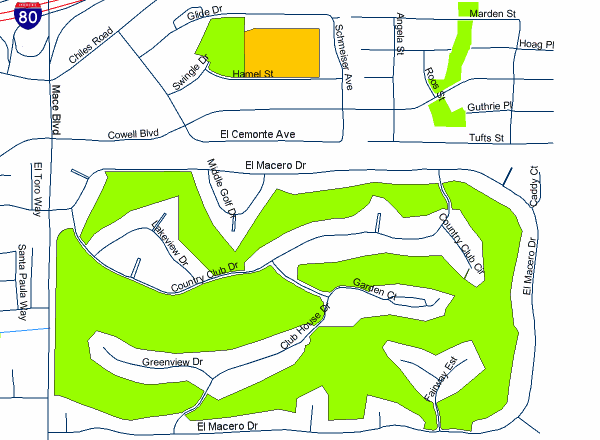 INTERSTATE
80
Glide Dr
Marden St
Chiles Road
Schmeiser Ave
Angela St
Hoag Pl
Swingle Dr
Hamel St
Roos St
Mace Blvd
Guthrie Pl
Cowell Blvd
El Cemonte Ave
Tufts St
El Macero Dr
El Toro Way
Middle Golf Dr
Caddy Ct
Lakeview Dr
Country Club Cir
Santa Paula Way
Country Club Dr
El Macero Dr
Garden Ct
Club House Dr
Greenview Dr
Fairway Est
El Macero Dr